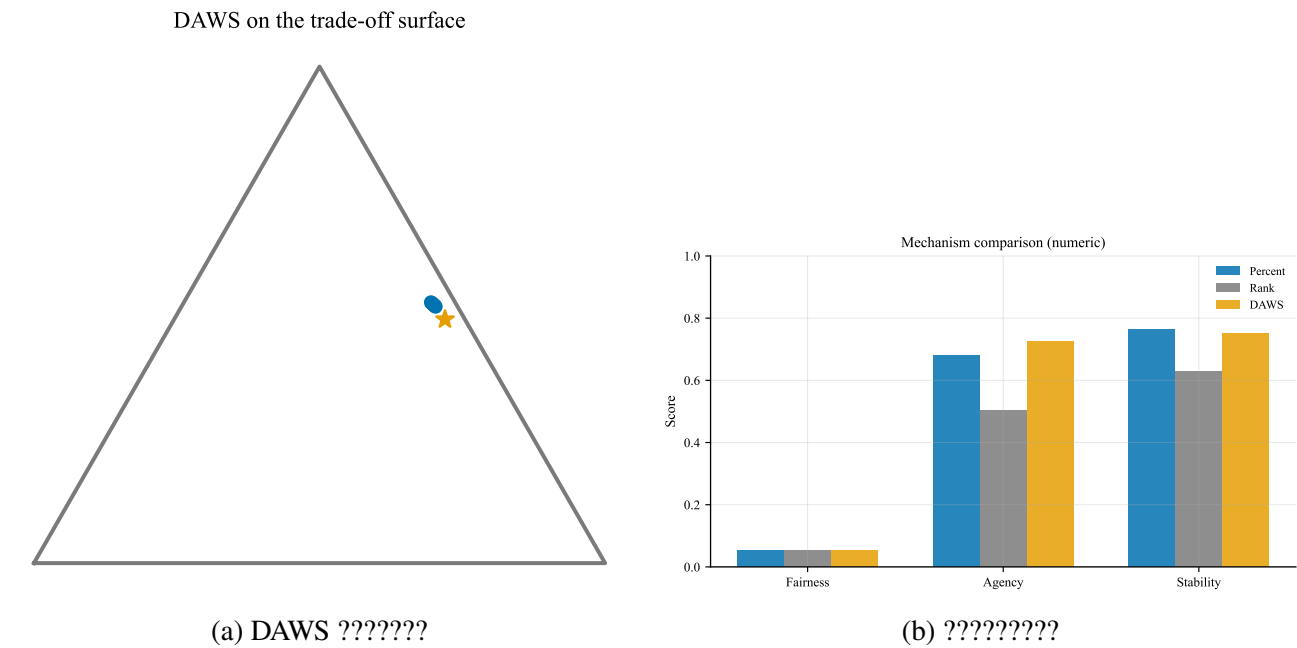 DAWS on the trade-off surface
(a) DAWS ???????
Mechanism comparison (numeric)
Percent
Rank
DAWS
Score
1.0
0.8
0.6
0.4
0.2
0.0
Fairness
Agency
Stability
(b) ?????????